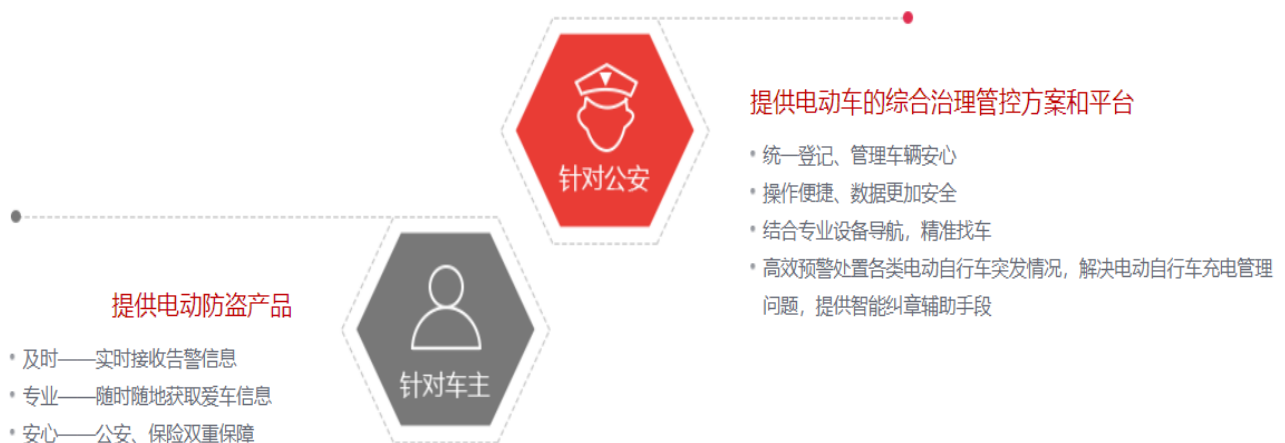 针对公安
提供电动车的综合治理管控方案和平台
• 统一登记、管理车辆安心
• 操作便捷、数据更加安全
• 结合专业设备导航，精准找车
• 高效预警处置各类电动自行车突发情况，解决电动自行车充电管理
问题，提供智能纠章辅助手段
针对车主
提供电动防盗产品
• 及时——实时接收告警信息
• 专业——随时随地获取爱车信息
• 安心——公安、保险双重保障